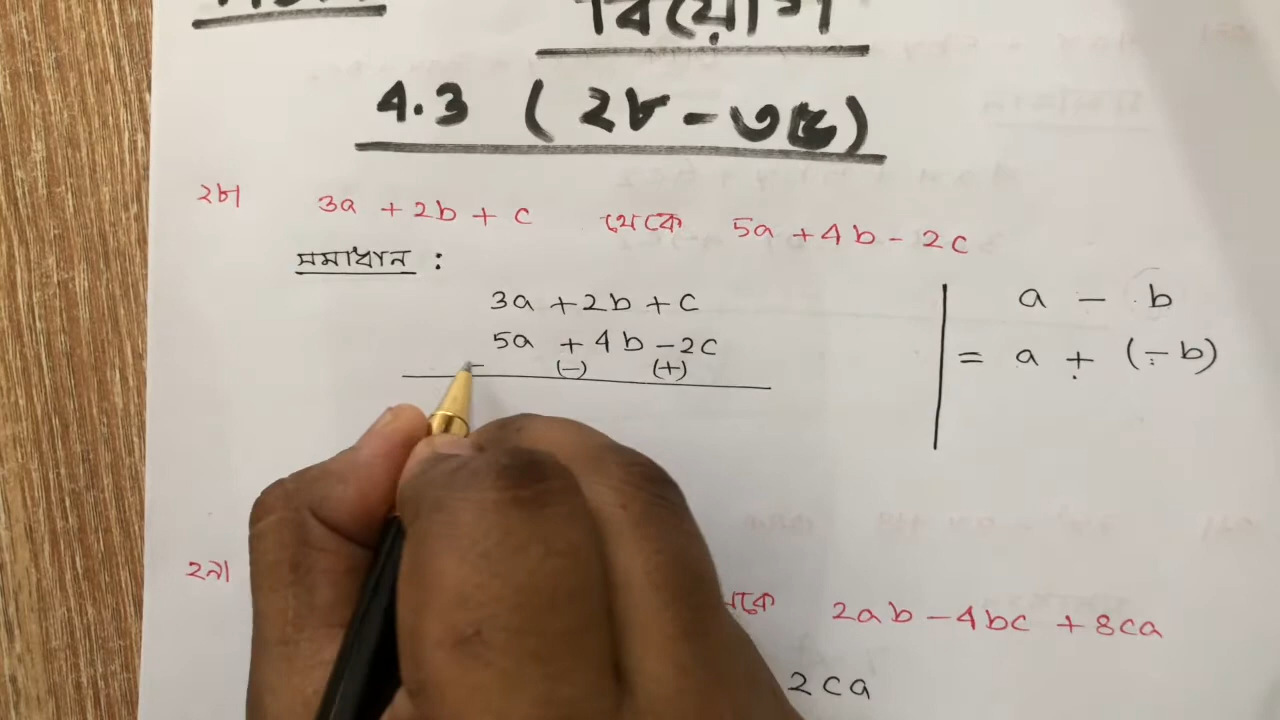 বিয়োগ
4.3 (২৮-৩৫)
২৮। 3a + 2b + c থেকে 5a + 4b - 2c
সমাধান :
3a + 2b + c
5a + 4b - 2c
(-) (+)
a - b
= a + (-b)
২৯।
2ab - 4bc + 8ca
2ca